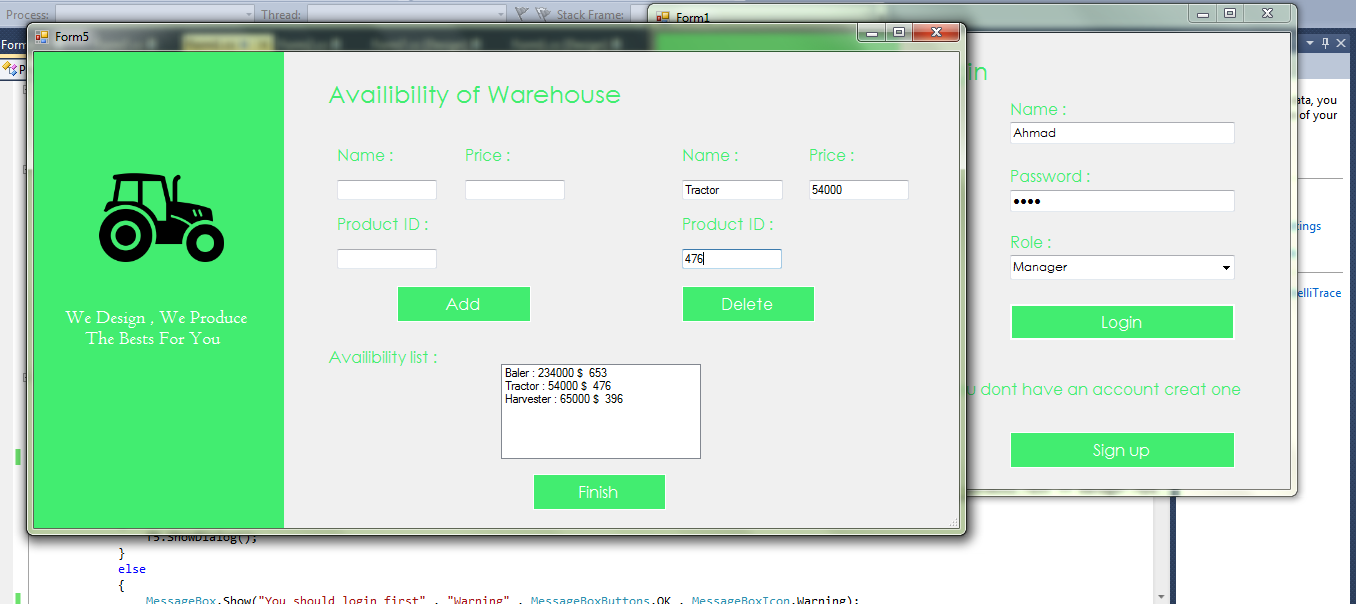 Process:
Thread:
Stack Frame:
Form1
Form5
We Design , We Produce
The Bests For You
Availibility of Warehouse
Name :
Price :
Product ID :
Add
Name :
Price :
Tractor
54000
Product ID :
476
Delete
Availibility list :
Baler : 234000 $ 653
Tractor : 54000 $ 476
Harvester : 65000 $ 396
Finish
in
Name :
Ahmad
Password :
••••
Role :
Manager
Login
u dont have an account creat one
Sign up
ata, you
of your
tings
elliTrace
f5.ShowDialog();
}
else
{
MessageBox.Show("You should login first" , "Warning" , MessageBoxButtons.OK , MessageBoxIcon.Warning);